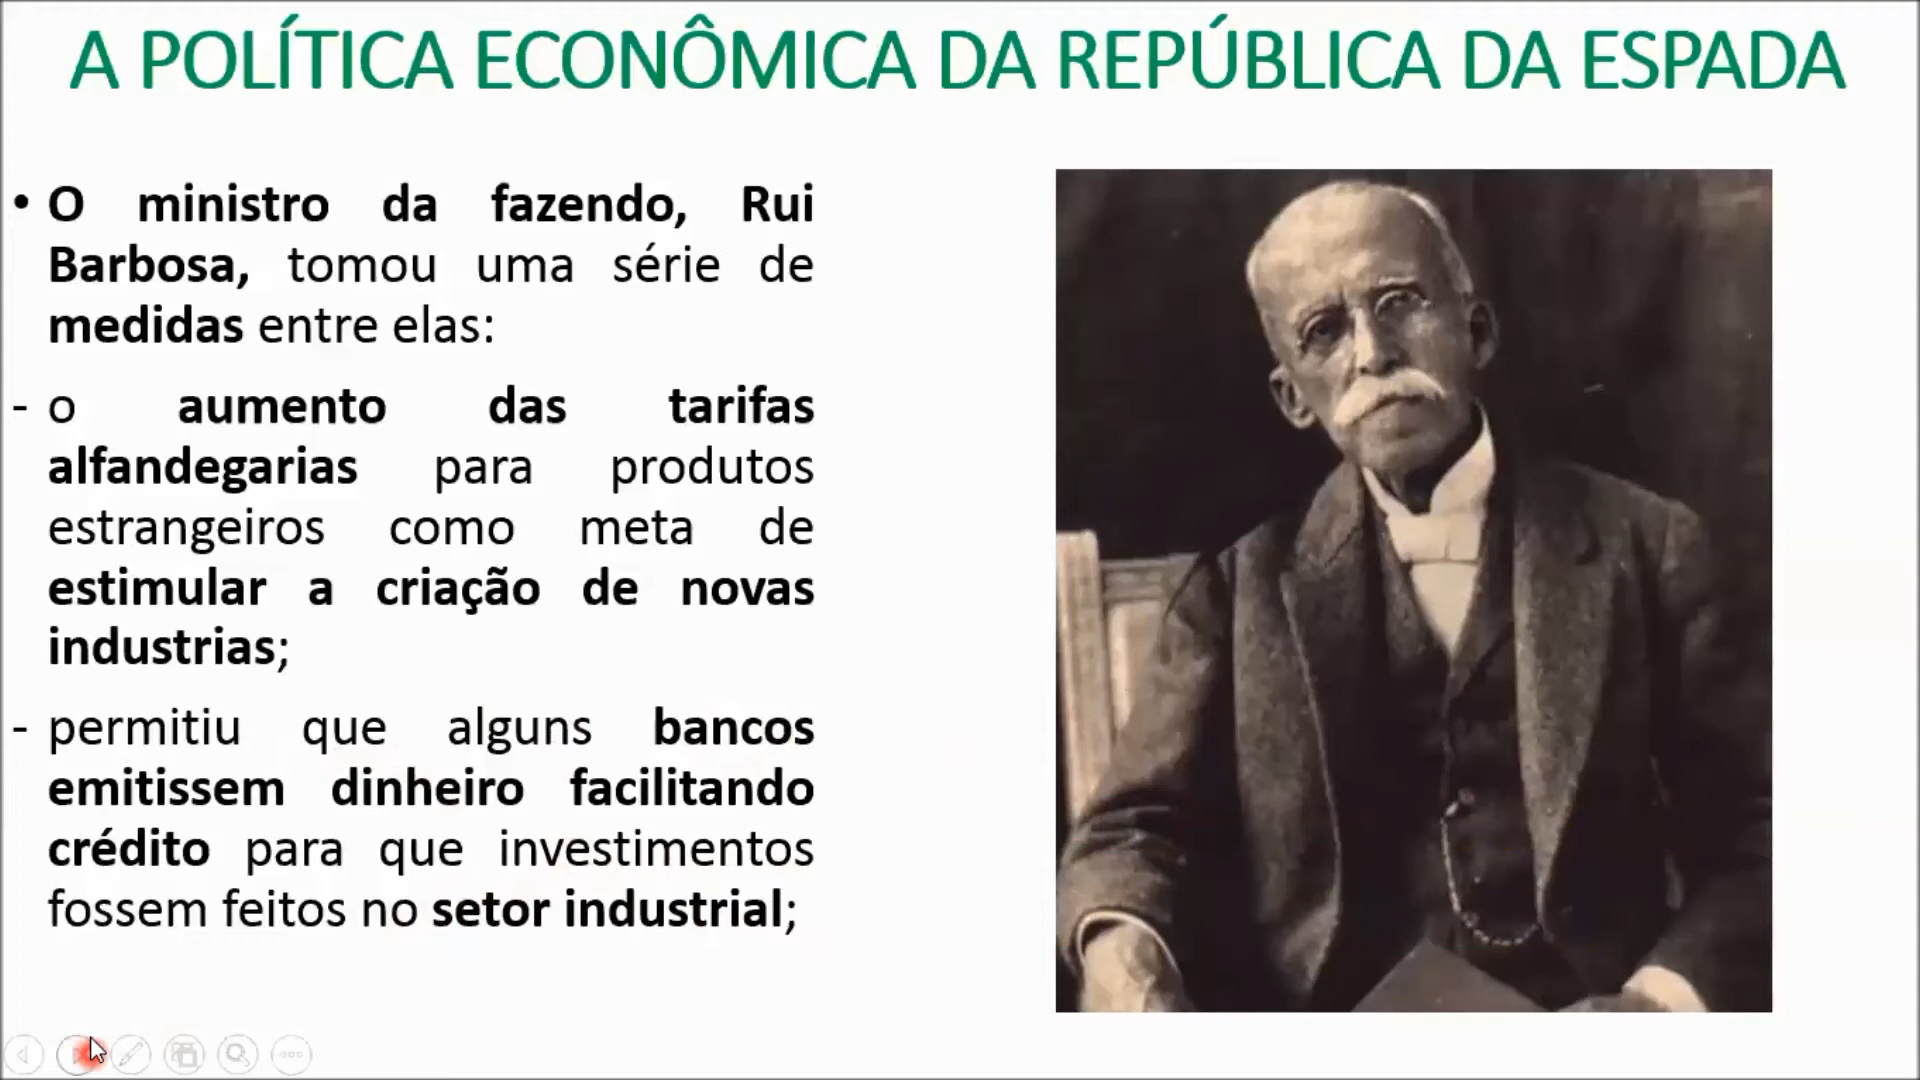 A POLÍTICA ECONÔMICA DA REPÚBLICA DA ESPADA
• O ministro da fazendo, Rui
Barbosa, tomou uma série de
medidas entre elas:
- o aumento das tarifas
alfandegarias para produtos
estrangeiros como meta de
estimular a criação de novas
industrias;
- permitiu que alguns bancos
emitissem dinheiro facilitando
crédito para que investimentos
fossem feitos no setor industrial;